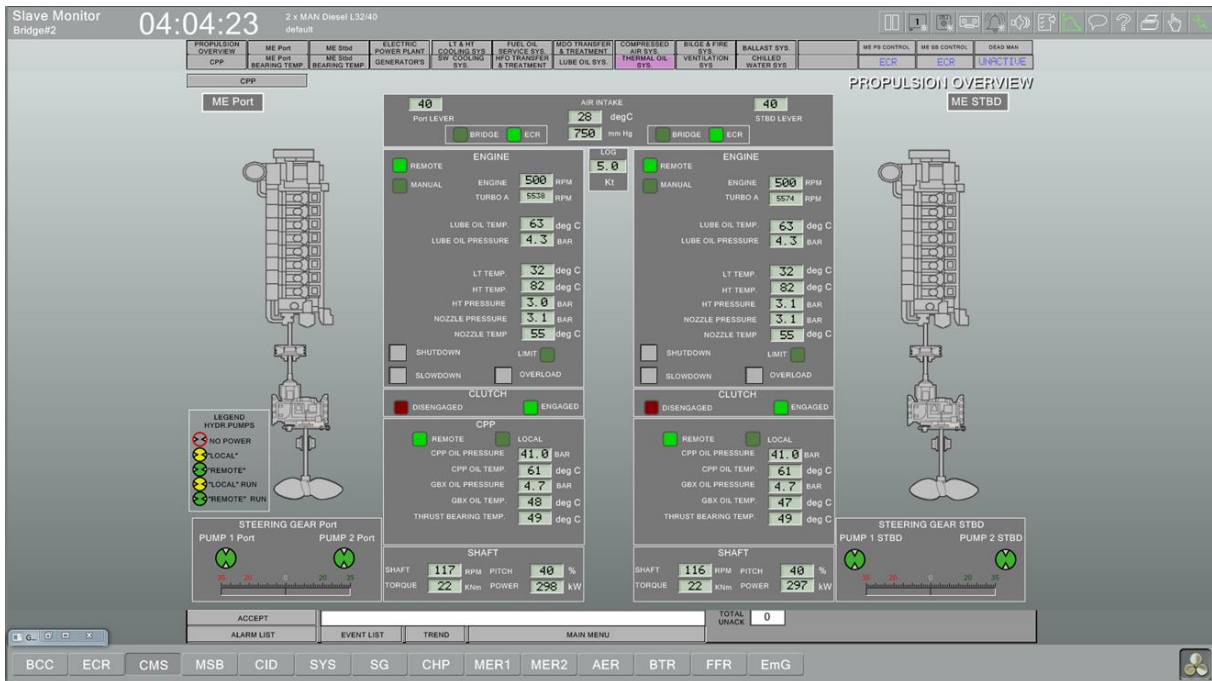 Slave Monitor
Bridge#2
04:04:23
2 x MAN Diesel L32/40
default
PROPULSION OVERVIEW
ME Port
ME Stbd
ELECTRIC POWER PLANT
LT & HT COOLING SYS
FUEL OIL SERVICE SYS.
MDO TRANSFER & TREATMENT
COMPRESSED AIR SYS.
BILGE & FIRE SYS.
BALLAST SYS.
ME PS CONTROL
ME SB CONTROL
DEAD MAN
CPP
ME Port BEARING TEMP.
ME Stbd BEARING TEMP.
GENERATOR'S
SW COOLING SYS.
HFO TRANSFER & TREATMENT
LUBE OIL SYS.
THERMAL OIL SYS.
VENTILATION SYS
CHILLED WATER SYS
ECR
ECR
UNACTIVE
CPP
PROPULSION OVERVIEW
ME Port
ME STBD
40
AIR INTAKE
40
Port LEVER
28 degC
STBD LEVER
BRIDGE ECR
750 mm Hg
BRIDGE ECR
LOG
5.0
Kt
ENGINE
REMOTE
MANUAL
ENGINE 500 RPM
TURBO A 5538 RPM
LUBE OIL TEMP. 63 deg C
LUBE OIL PRESSURE 4.3 BAR
LT TEMP. 32 deg C
HT TEMP. 82 deg C
HT PRESSURE 3.0 BAR
NOZZLE PRESSURE 3.1 BAR
NOZZLE TEMP 55 deg C
SHUTDOWN LIMIT
SLOWDOWN OVERLOAD
CLUTCH
DISENGAGED ENGAGED
CPP
REMOTE LOCAL
CPP OIL PRESSURE 41.0 BAR
CPP OIL TEMP. 61 deg C
GBX OIL PRESSURE 4.7 BAR
GBX OIL TEMP. 48 deg C
THRUST BEARING TEMP. 49 deg C
SHAFT
SHAFT 117 RPM PITCH 40 %
TORQUE 22 KNm POWER 298 kW
ENGINE
REMOTE
MANUAL
ENGINE 500 RPM
TURBO A 5574 RPM
LUBE OIL TEMP. 63 deg C
LUBE OIL PRESSURE 4.3 BAR
LT TEMP. 32 deg C
HT TEMP. 82 deg C
HT PRESSURE 3.1 BAR
NOZZLE PRESSURE 3.1 BAR
NOZZLE TEMP 55 deg C
SHUTDOWN LIMIT
SLOWDOWN OVERLOAD
CLUTCH
DISENGAGED ENGAGED
REMOTE LOCAL
CPP OIL PRESSURE 41.0 BAR
CPP OIL TEMP. 61 deg C
GBX OIL PRESSURE 4.7 BAR
GBX OIL TEMP. 47 deg C
THRUST BEARING TEMP. 49 deg C
SHAFT
SHAFT 116 RPM PITCH 40 %
TORQUE 22 KNm POWER 297 kW
LEGEND
HYDR.PUMPS
NO POWER
"LOCAL"
"REMOTE"
"LOCAL" RUN
"REMOTE" RUN
STEERING GEAR Port
PUMP 1 Port PUMP 2 Port
35 20 0 20 35
STEERING GEAR STBD
PUMP 1 STBD PUMP 2 STBD
35 20 0 20 35
ACCEPT
TOTAL UNACK 0
ALARM LIST EVENT LIST TREND MAIN MENU
G...
BCC ECR CMS MSB CID SYS SG CHP MER1 MER2 AER BTR FFR EmG